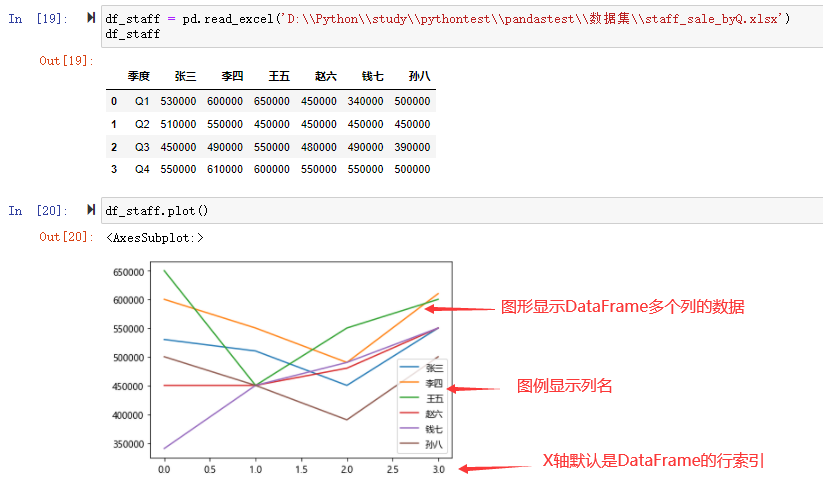 In [19]: df_staff = pd.read_excel('D:\\Python\\study\\pythontest\\pandastest\\数据集\\staff_sale_byQ.xlsx')
df_staff
Out[19]:
季度 张三 李四 王五 赵六 钱七 孙八
0 Q1 530000 600000 650000 450000 340000 500000
1 Q2 510000 550000 450000 450000 450000 450000
2 Q3 450000 490000 550000 480000 490000 390000
3 Q4 550000 610000 600000 550000 550000 500000
In [20]: df_staff.plot()
Out[20]: <AxesSubplot:>
650000
600000
550000
500000
450000
400000
350000
图形显示DataFrame多个列的数据
张三
李四
王五
赵六
钱七
孙八
图例显示列名
0.0 0.5 1.0 1.5 2.0 2.5 3.0
X轴默认是DataFrame的行索引